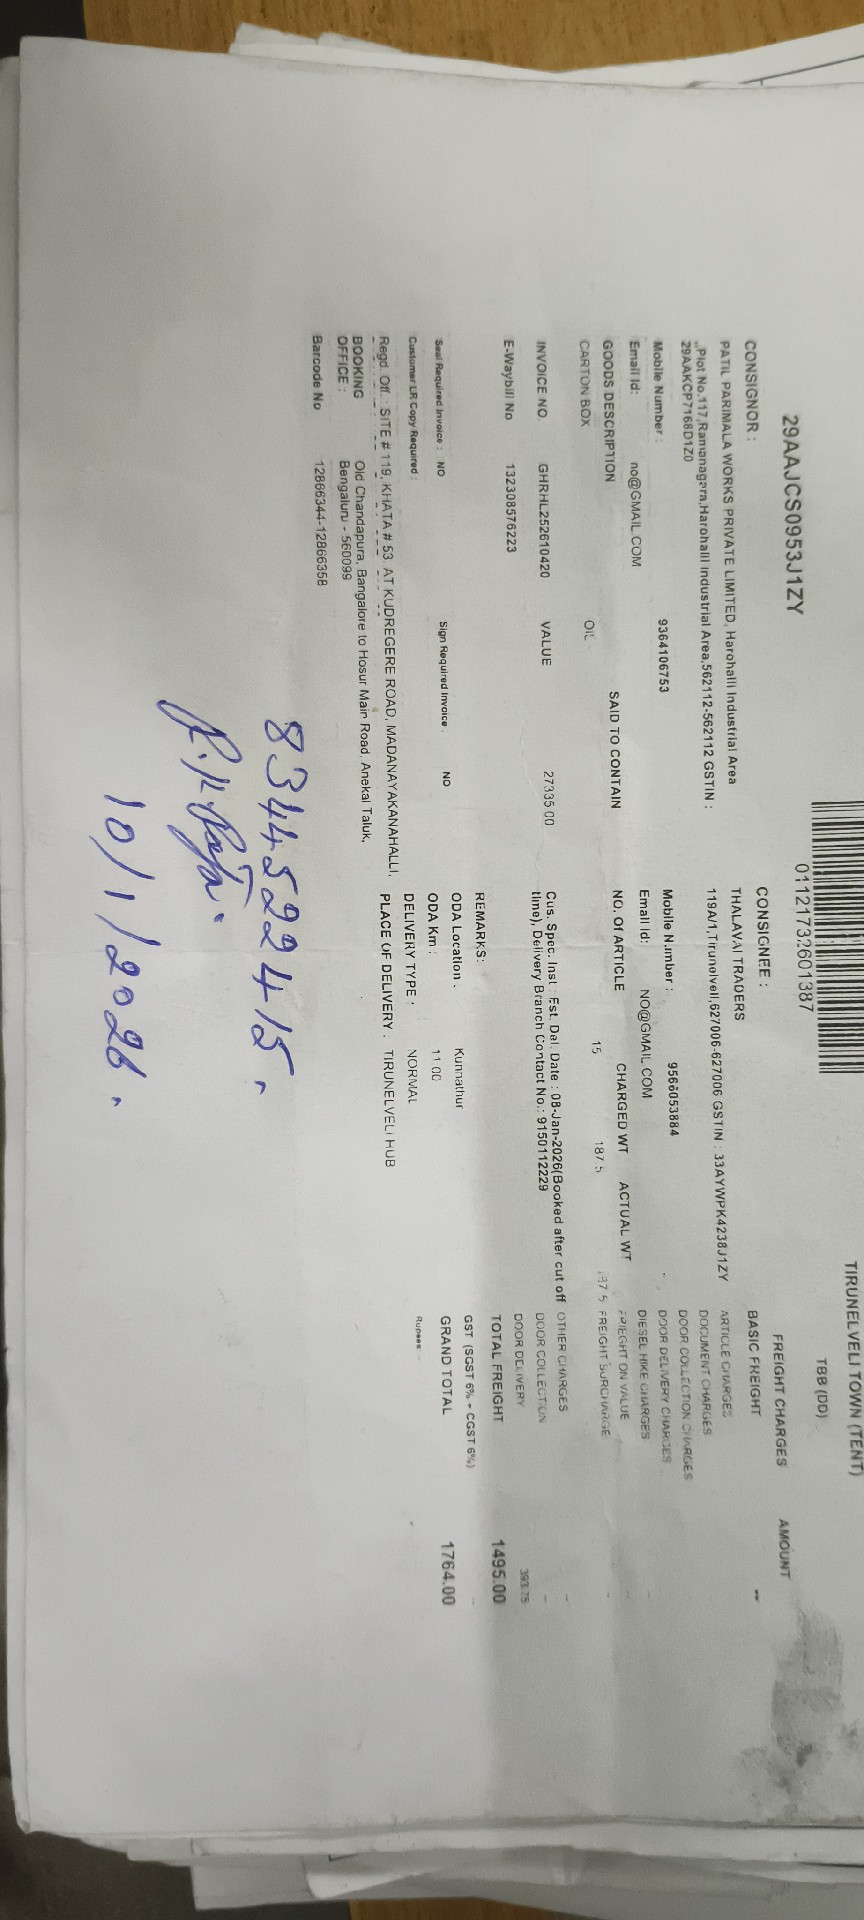 TIRUNELVELI TOWN (TENT)
TBB (DD)
29AAJCS0953J1ZY
01121732601387
FREIGHT CHARGES AMOUNT
CONSIGNOR : CONSIGNEE : BASIC FREIGHT --
PATIL PARIMALA WORKS PRIVATE LIMITED, Harohalli Industrial Area THALAVAI TRADERS ARTICLE CHARGES
,,Plot No.117,Ramanagara,Harohalli Industrial Area,562112-562112 GSTIN : 119A/1,Tirunelveli,627006-627006 GSTIN : 33AYWPK4238J1ZY DOCUMENT CHARGES
29AAKCP7168D1Z0 DOOR COLLECTION CHARGES
Mobile Number : 9364106753 Mobile Number : 9566053884 DOOR DELIVERY CHARGES
Email Id: no@GMAIL.COM Email Id: NO@GMAIL.COM DIESEL HIKE CHARGES
GOODS DESCRIPTION SAID TO CONTAIN NO. Of ARTICLE CHARGED WT ACTUAL WT FRIEGHT ON VALUE
CARTON BOX OIL 15 187.5 187.5 FREIGHT SURCHARGE
OTHER CHARGES
INVOICE NO. GHRHL252610420 VALUE 27335.00 Cus. Spec. Inst : Est. Del. Date : 08-Jan-2026(Booked after cut off DOOR COLLECTION
time), Delivery Branch Contact No.: 9150112229 DOOR DELIVERY 393.75
E-Waybill No 132308576223 TOTAL FREIGHT 1495.00
REMARKS: GST (SGST 6% - CGST 6%)
Seal Required Invoice : NO Sign Required Invoice . NO ODA Location . Kunnathur GRAND TOTAL 1764.00
ODA Km : 11.00
Customer LR Copy Required : DELIVERY TYPE : NORMAL Rupees
Regd. Off. : SITE # 119, KHATA # 53, AT KUDREGERE ROAD, MADANAYAKANAHALLI, PLACE OF DELIVERY . TIRUNELVELI HUB
BOOKING OFFICE : Old Chandapura, Bangalore to Hosur Main Road, Anekal Taluk,
Bengaluru - 560099
Barcode No 12866344-12866358
8344522415.
10/1/2026.